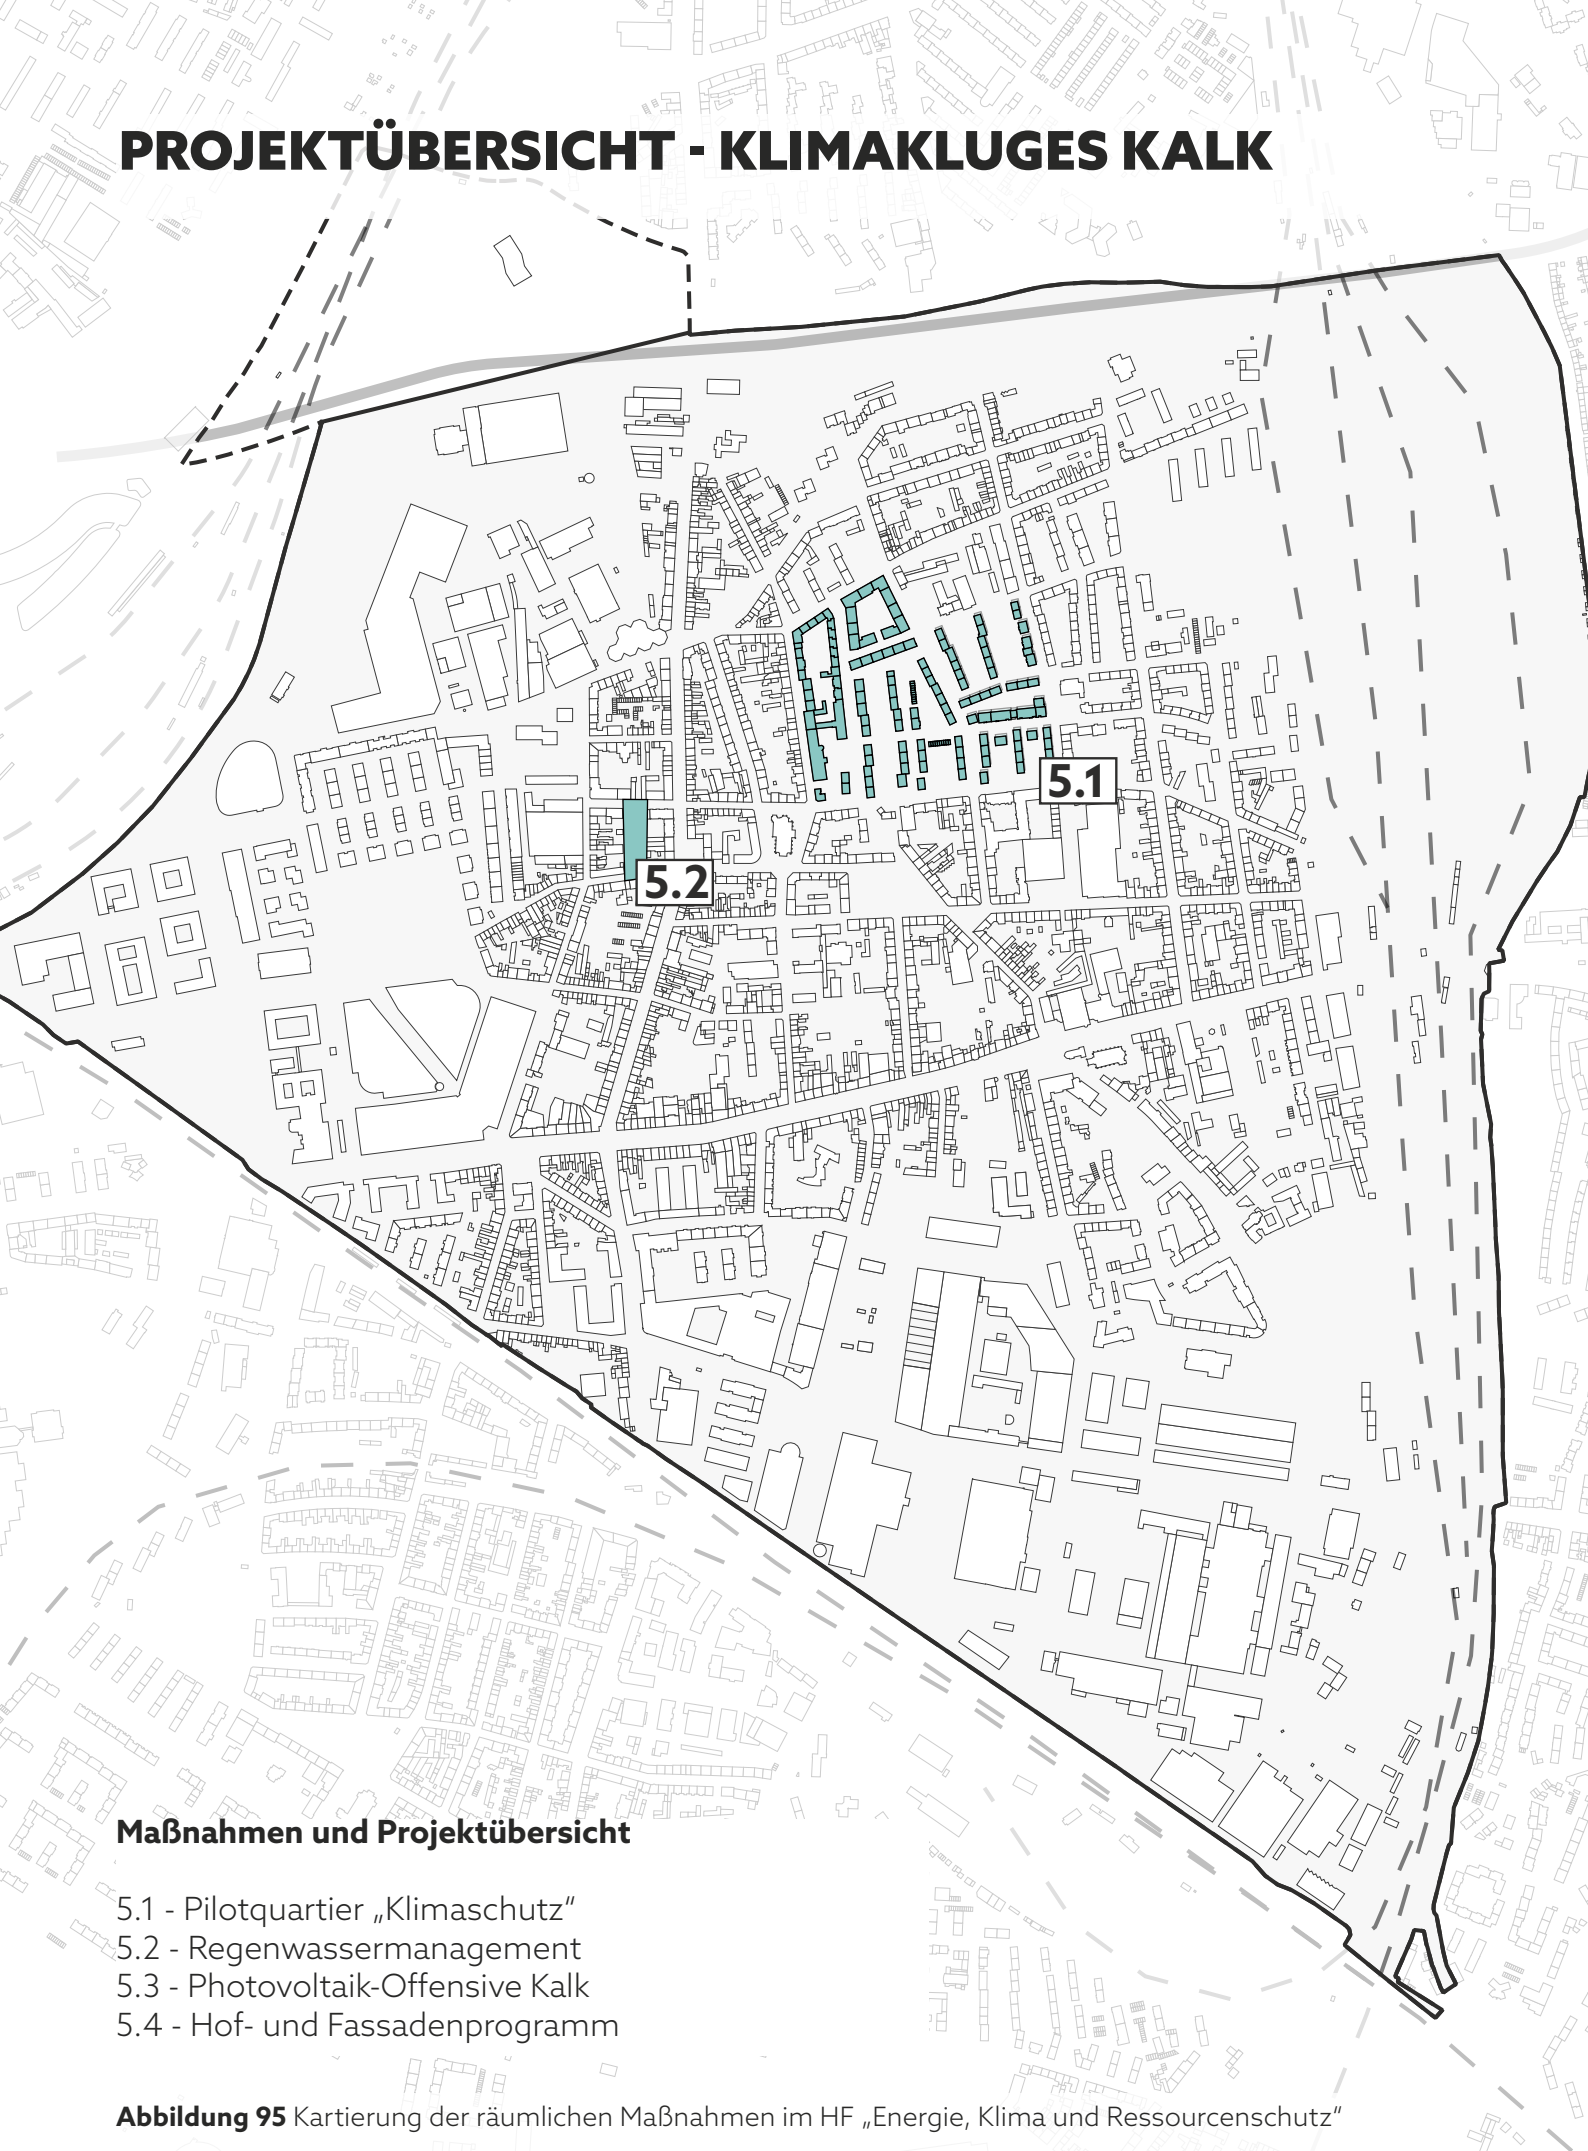 PROJEKTÜBERSICHT - KLIMAKLUGES KALK
5.1
5.2
Maßnahmen und Projektübersicht
5.1 - Pilotquartier „Klimaschutz“
5.2 - Regenwassermanagement
5.3 - Photovoltaik-Offensive Kalk
5.4 - Hof- und Fassadenprogramm
Abbildung 95 Kartierung der räumlichen Maßnahmen im HF „Energie, Klima und Ressourcenschutz“